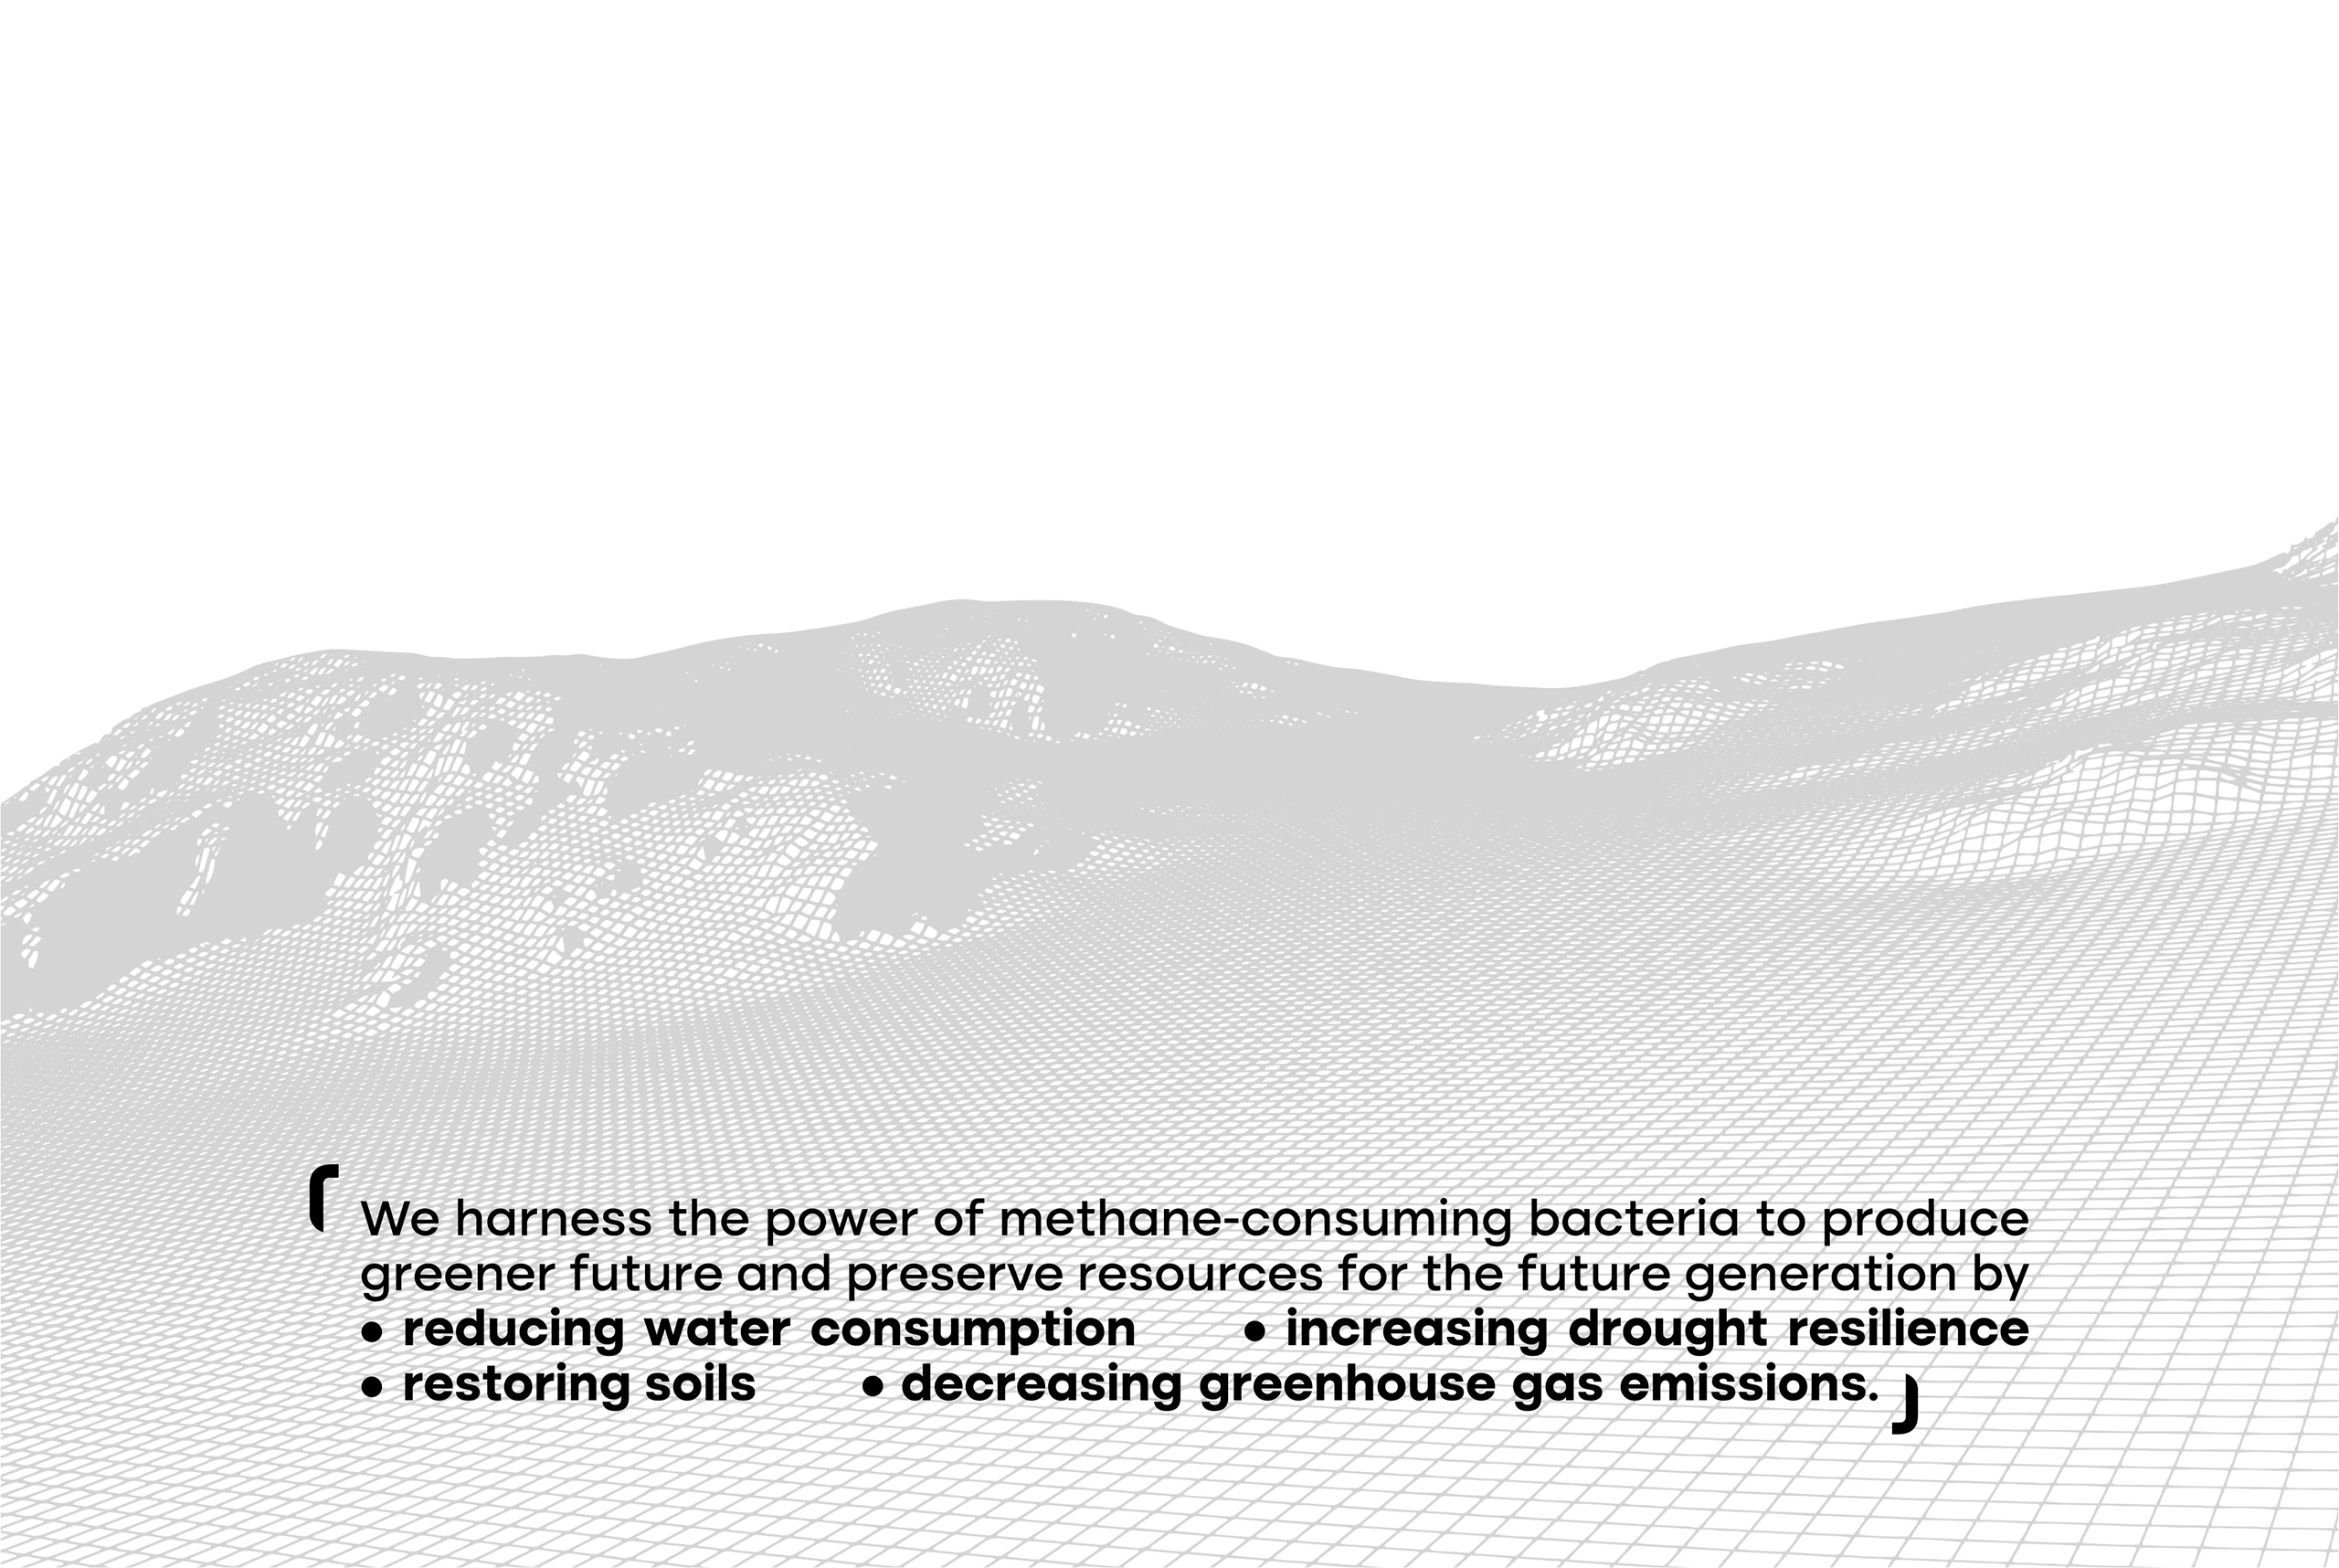 We harness the power of methane-consuming bacteria to produce
greener future and preserve resources for the future generation by
• reducing water consumption • increasing drought resilience
• restoring soils • decreasing greenhouse gas emissions.